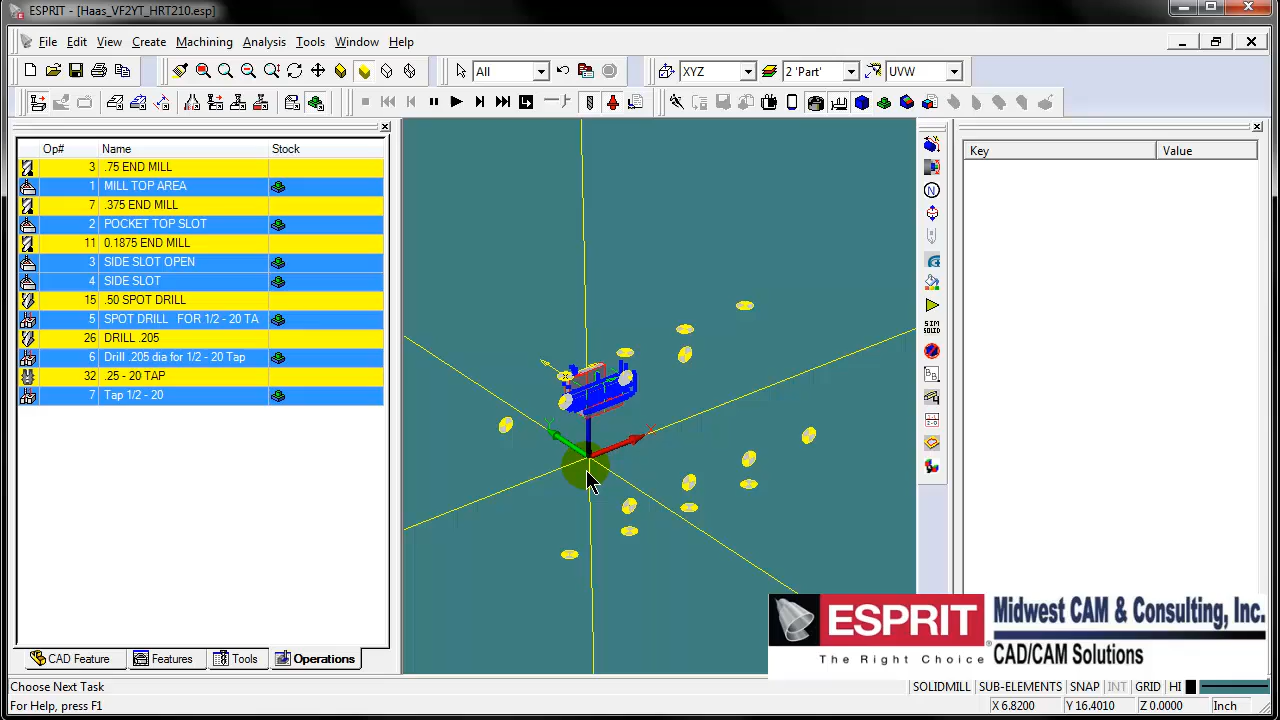 ESPRIT - [Haas_VF2YT_HRT210.esp]
File Edit View Create Machining Analysis Tools Window Help
All XYZ 2 'Part' UVW
Op# Name Stock
3 .75 END MILL
1 MILL TOP AREA
7 .375 END MILL
2 POCKET TOP SLOT
11 0.1875 END MILL
3 SIDE SLOT OPEN
4 SIDE SLOT
15 .50 SPOT DRILL
5 SPOT DRILL FOR 1/2 - 20 TA
26 DRILL .205
6 Drill .205 dia for 1/2 - 20 Tap
32 .25 - 20 TAP
7 Tap 1/2 - 20
CAD Feature Features Tools Operations
X
Key Value
SIM
SOLID
ESPRIT
The Right Choice
Midwest CAM & Consulting, Inc.
CAD/CAM Solutions
Choose Next Task
SOLIDMILL SUB-ELEMENTS SNAP INT GRID HI
For Help, press F1
X 6.8200 Y 16.4010 Z 0.0000 Inch